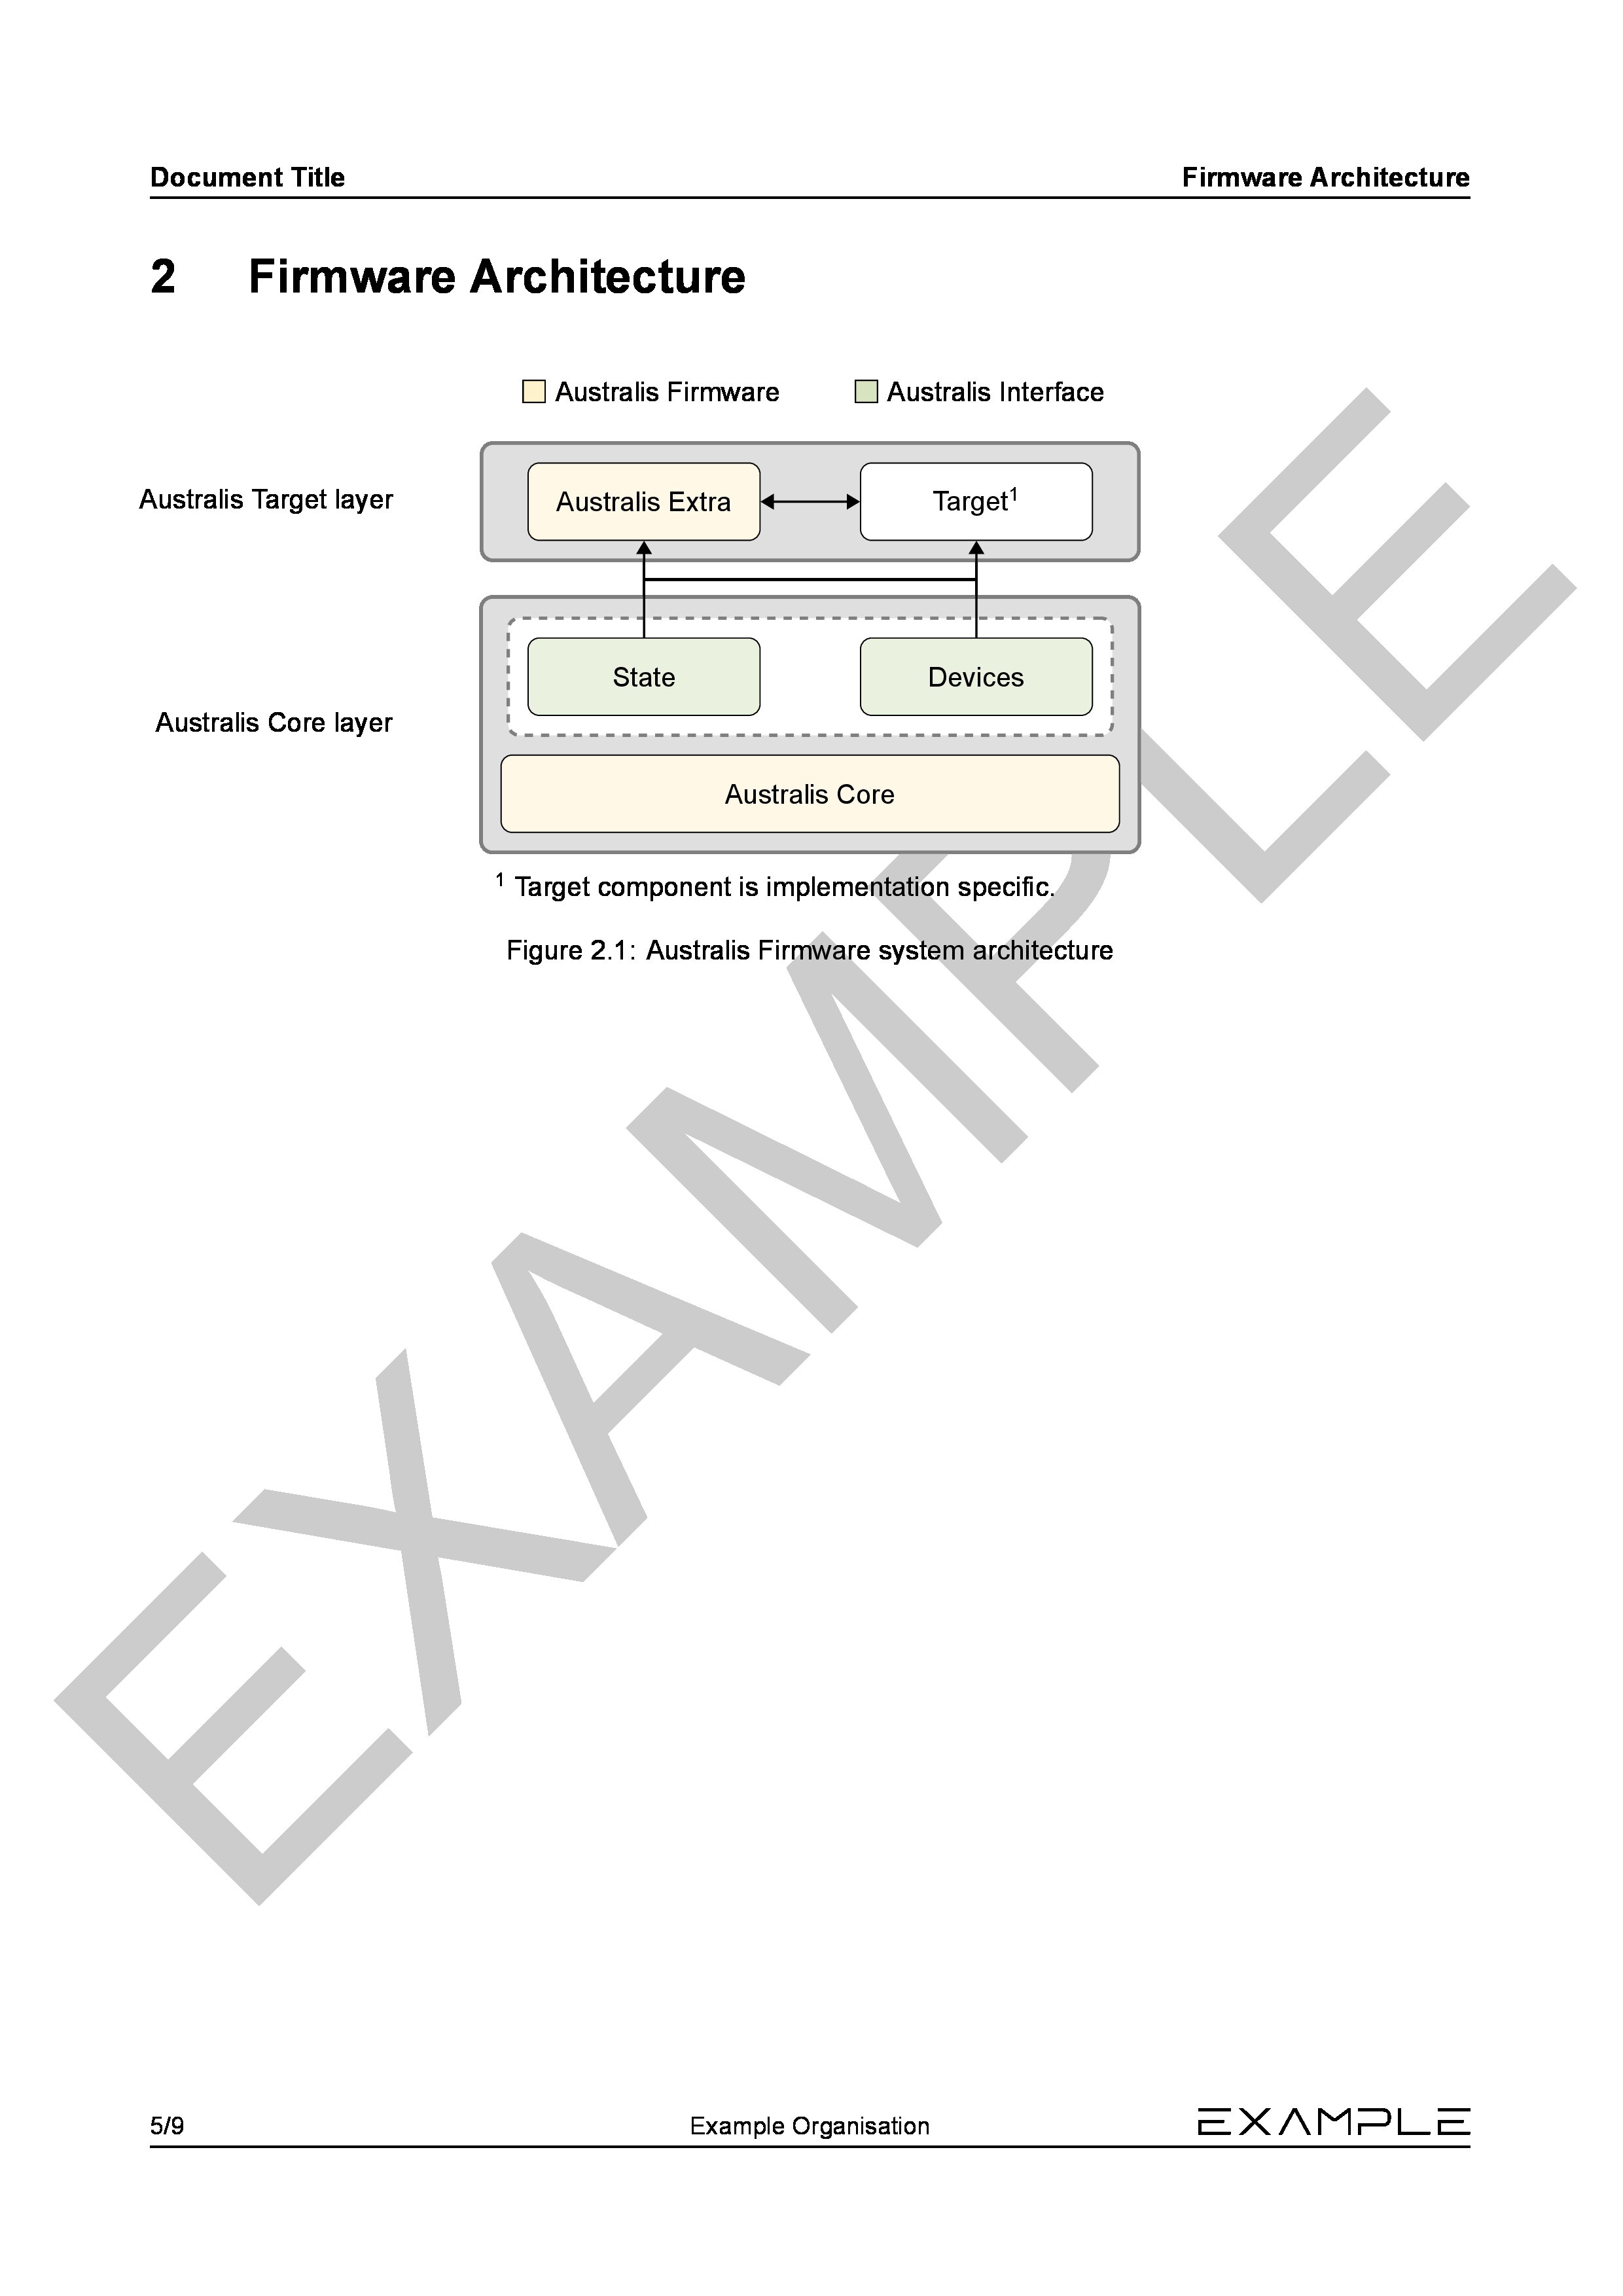 Document Title Firmware Architecture
2 Firmware Architecture
Australis Firmware Australis Interface
Australis Target layer
Australis Extra Target¹
State Devices
Australis Core layer
Australis Core
¹ Target component is implementation specific.
Figure 2.1: Australis Firmware system architecture
EXAMPLE
5/9 Example Organisation EXAMPLE